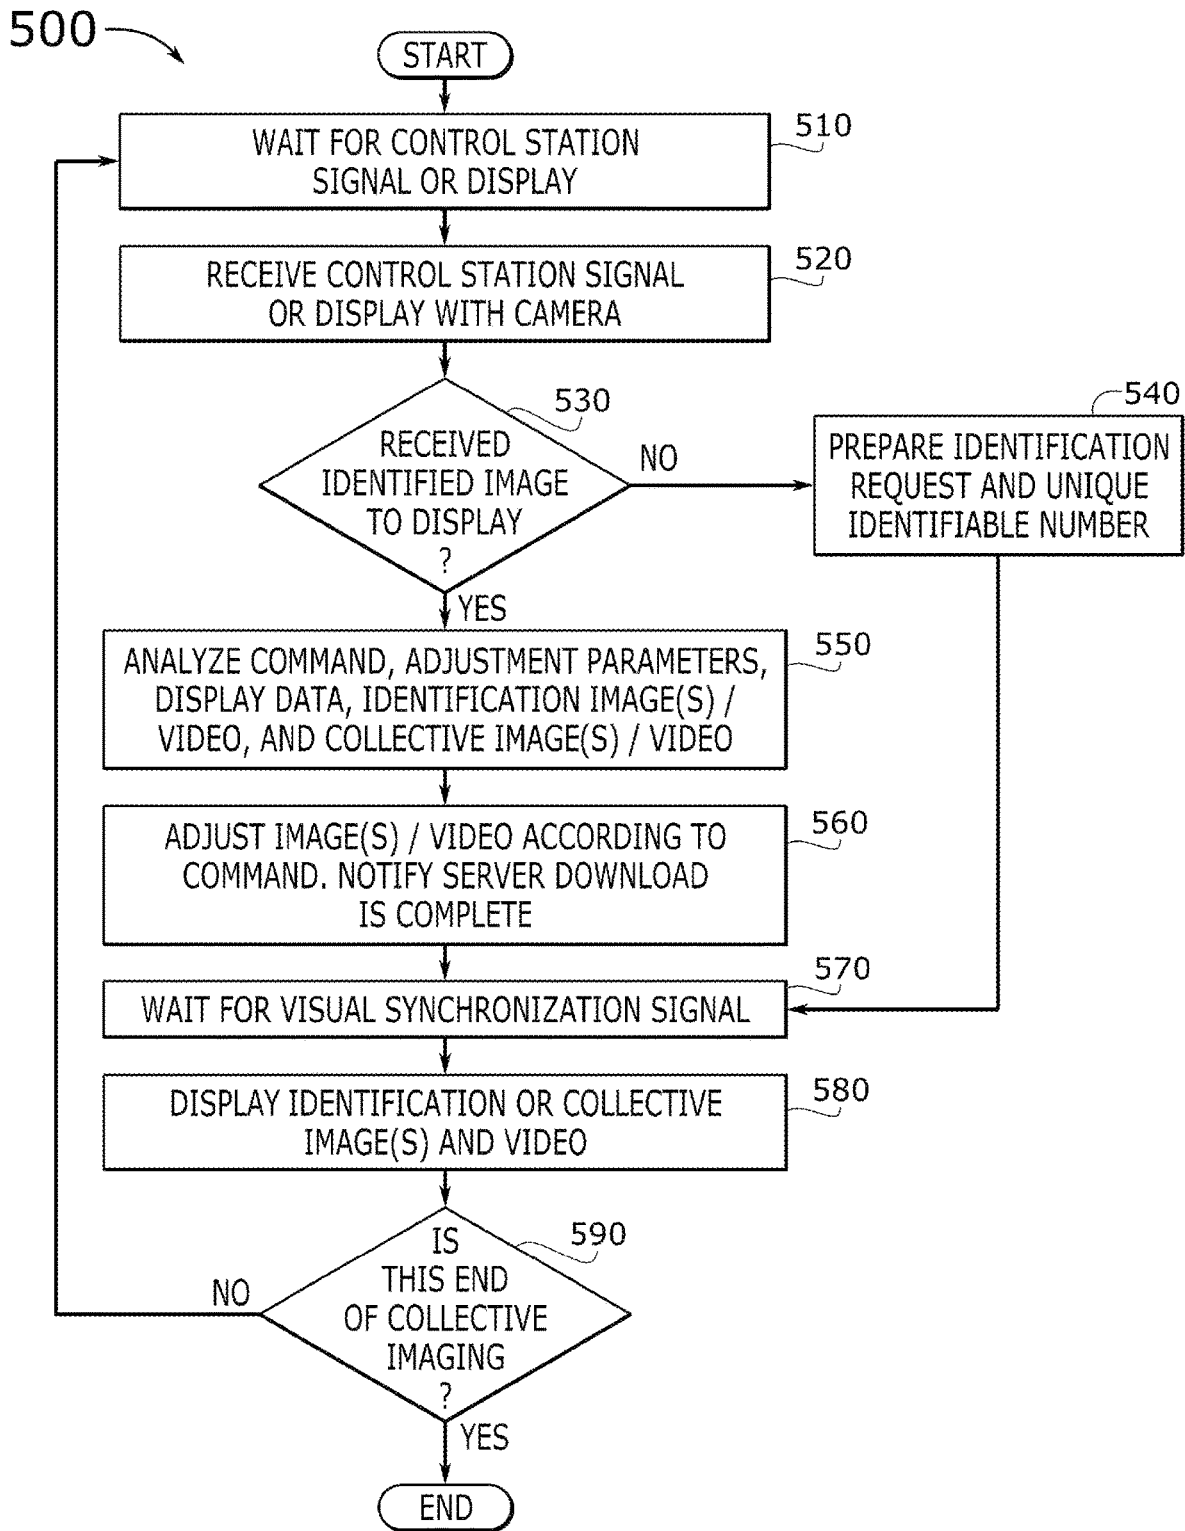 500
START
WAIT FOR CONTROL STATION
SIGNAL OR DISPLAY
510
RECEIVE CONTROL STATION SIGNAL
OR DISPLAY WITH CAMERA
520
RECEIVED
IDENTIFIED IMAGE
TO DISPLAY
?
530
NO
YES
PREPARE IDENTIFICATION
REQUEST AND UNIQUE
IDENTIFIABLE NUMBER
540
ANALYZE COMMAND, ADJUSTMENT PARAMETERS,
DISPLAY DATA, IDENTIFICATION IMAGE(S) /
VIDEO, AND COLLECTIVE IMAGE(S) / VIDEO
550
ADJUST IMAGE(S) / VIDEO ACCORDING TO
COMMAND. NOTIFY SERVER DOWNLOAD
IS COMPLETE
560
WAIT FOR VISUAL SYNCHRONIZATION SIGNAL
570
DISPLAY IDENTIFICATION OR COLLECTIVE
IMAGE(S) AND VIDEO
580
IS
THIS END
OF COLLECTIVE
IMAGING
?
590
NO
YES
END